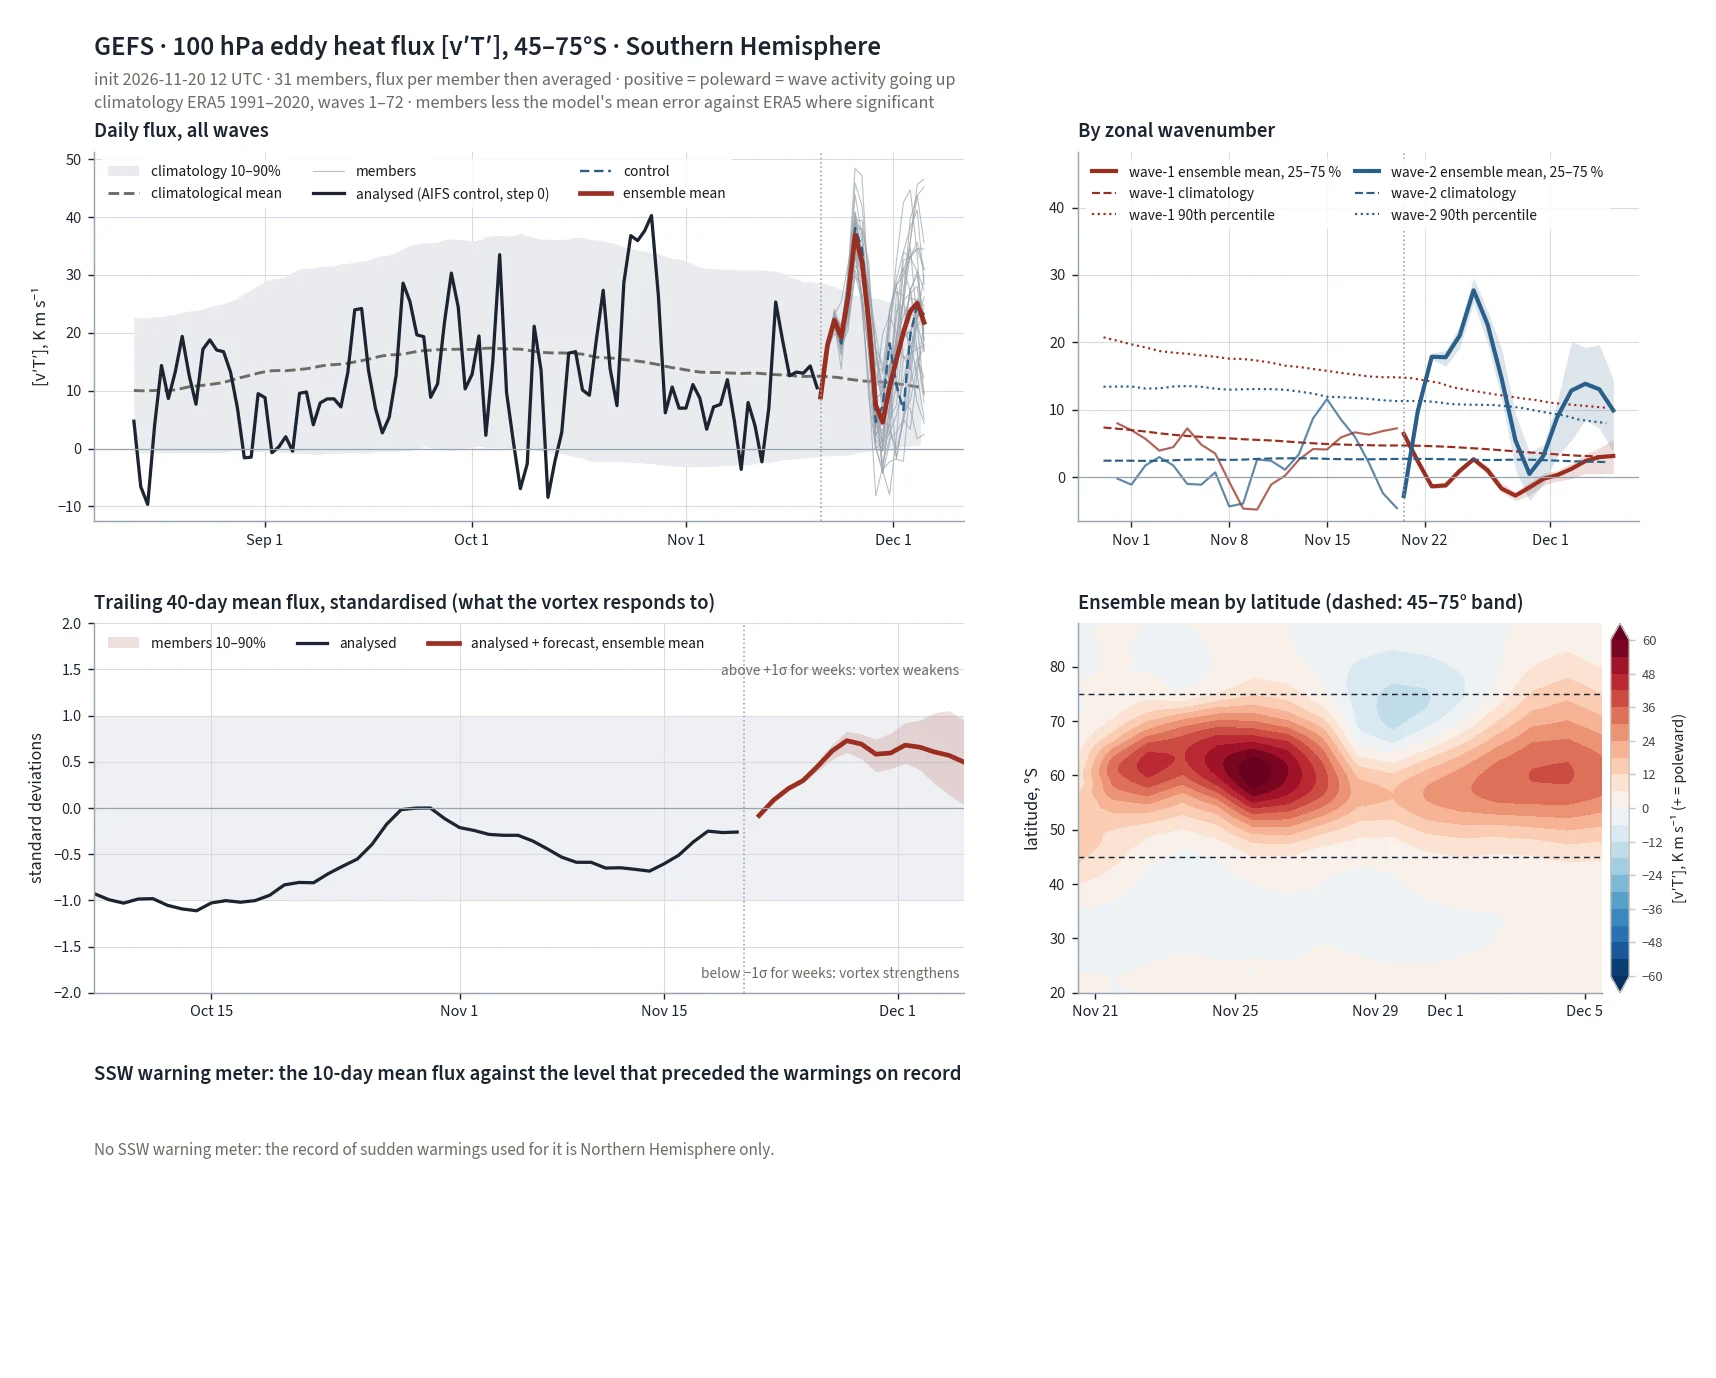 GEFS · 100 hPa eddy heat flux [v′T′], 45–75°S · Southern Hemisphere
init 2026-11-20 12 UTC · 31 members, flux per member then averaged · positive = poleward = wave activity going up
climatology ERA5 1991–2020, waves 1–72 · members less the model's mean error against ERA5 where significant
Daily flux, all waves
climatology 10–90%
climatological mean
members
analysed (AIFS control, step 0)
control
ensemble mean
[v′T′], K m s⁻¹
50
40
30
20
10
0
−10
Sep 1
Oct 1
Nov 1
Dec 1
By zonal wavenumber
wave-1 ensemble mean, 25–75 %
wave-1 climatology
wave-1 90th percentile
wave-2 ensemble mean, 25–75 %
wave-2 climatology
wave-2 90th percentile
40
30
20
10
0
Nov 1
Nov 8
Nov 15
Nov 22
Dec 1
Trailing 40-day mean flux, standardised (what the vortex responds to)
members 10–90%
analysed
analysed + forecast, ensemble mean
above +1σ for weeks: vortex weakens
below −1σ for weeks: vortex strengthens
standard deviations
2.0
1.5
1.0
0.5
0.0
−0.5
−1.0
−1.5
−2.0
Oct 15
Nov 1
Nov 15
Dec 1
Ensemble mean by latitude (dashed: 45–75° band)
latitude, °S
80
70
60
50
40
30
20
Nov 21
Nov 25
Nov 29
Dec 1
Dec 5
60
48
36
24
12
0
−12
−24
−36
−48
−60
[v′T′], K m s⁻¹ (+ = poleward)
SSW warning meter: the 10-day mean flux against the level that preceded the warmings on record
No SSW warning meter: the record of sudden warmings used for it is Northern Hemisphere only.